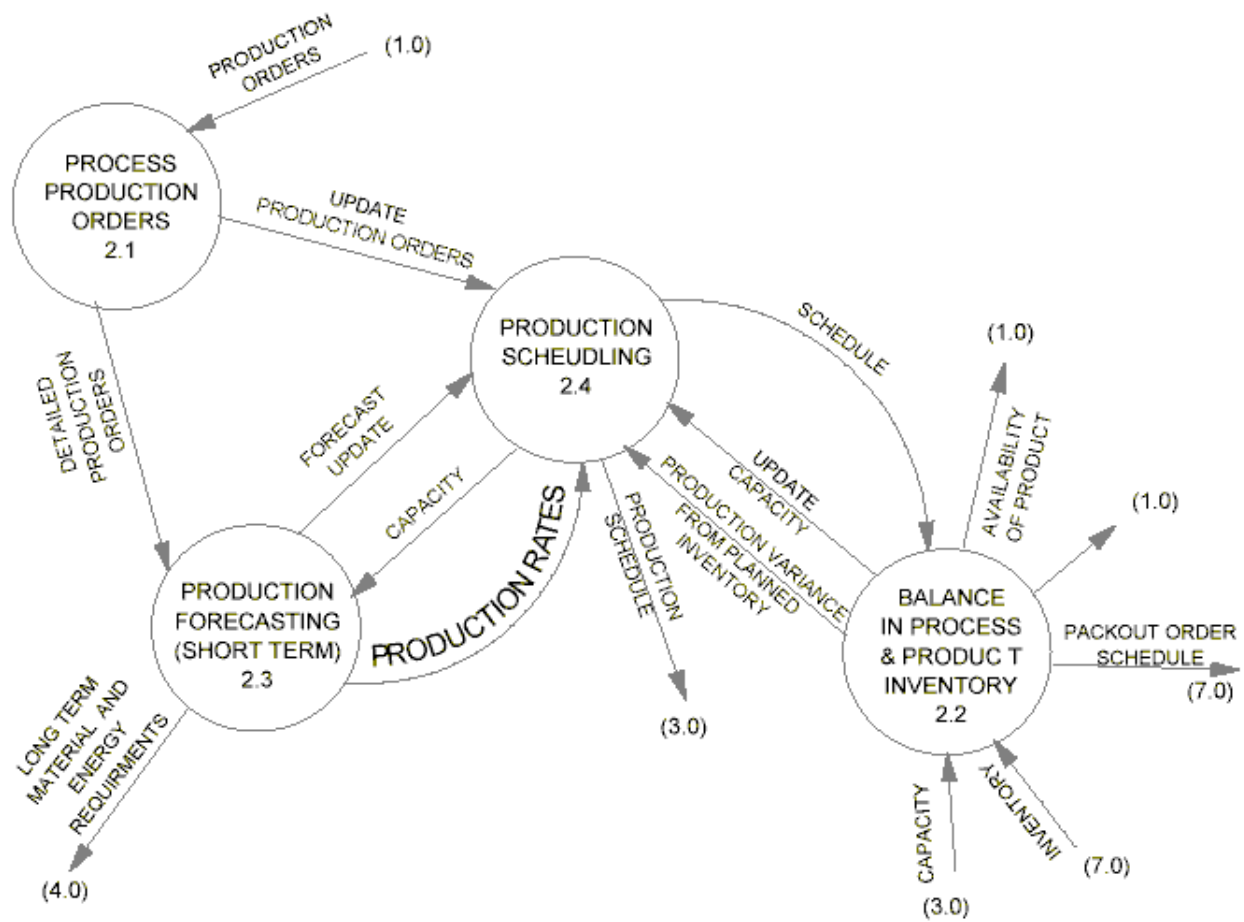 PRODUCTION
ORDERS
(1.0)
PROCESS
PRODUCTION
ORDERS
2.1
UPDATE
PRODUCTION ORDERS
PRODUCTION
SCHEUDLING
2.4
SCHEDULE
(1.0)
AVAILABILITY
OF PRODUCT
(1.0)
DETAILED
PRODUCTION
ORDERS
FORECAST
UPDATE
CAPACITY
PRODUCTION RATES
PRODUCTION
SCHEDULE
(3.0)
UPDATE
CAPACITY
PRODUCTION VARIANCE
FROM PLANNED
INVENTORY
PRODUCTION
FORECASTING
(SHORT TERM)
2.3
BALANCE
IN PROCESS
& PRODUC T
INVENTORY
2.2
PACKOUT ORDER
SCHEDULE
(7.0)
LONG TERM
MATERIAL AND
ENERGY
REQUIRMENTS
(4.0)
CAPACITY
(3.0)
INVENTORY
(7.0)